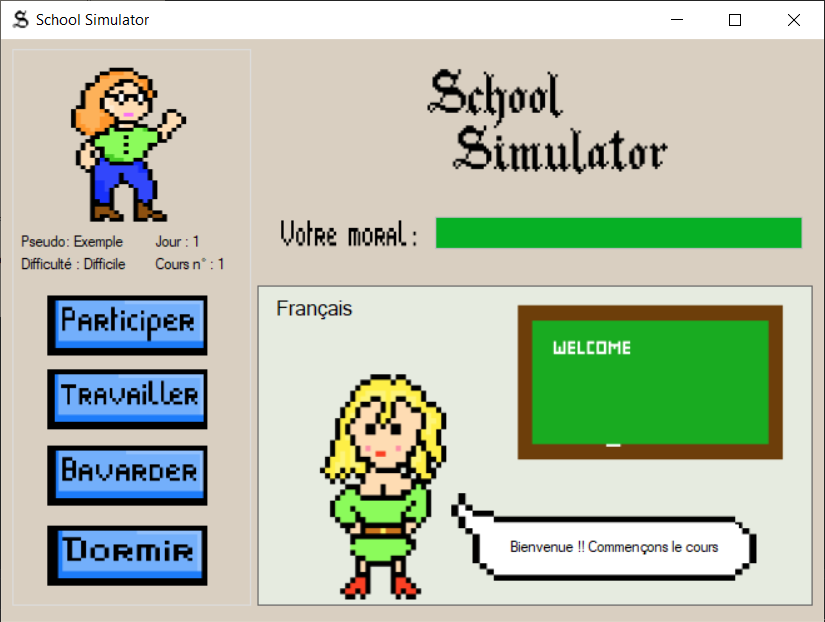 School Simulator
School
Simulator
Votre moral :
Pseudo: Exemple
Jour : 1
Difficulté : Difficile
Cours n° : 1
Participer
Travailler
Bavarder
Dormir
Français
WELCOME
Bienvenue !! Commençons le cours